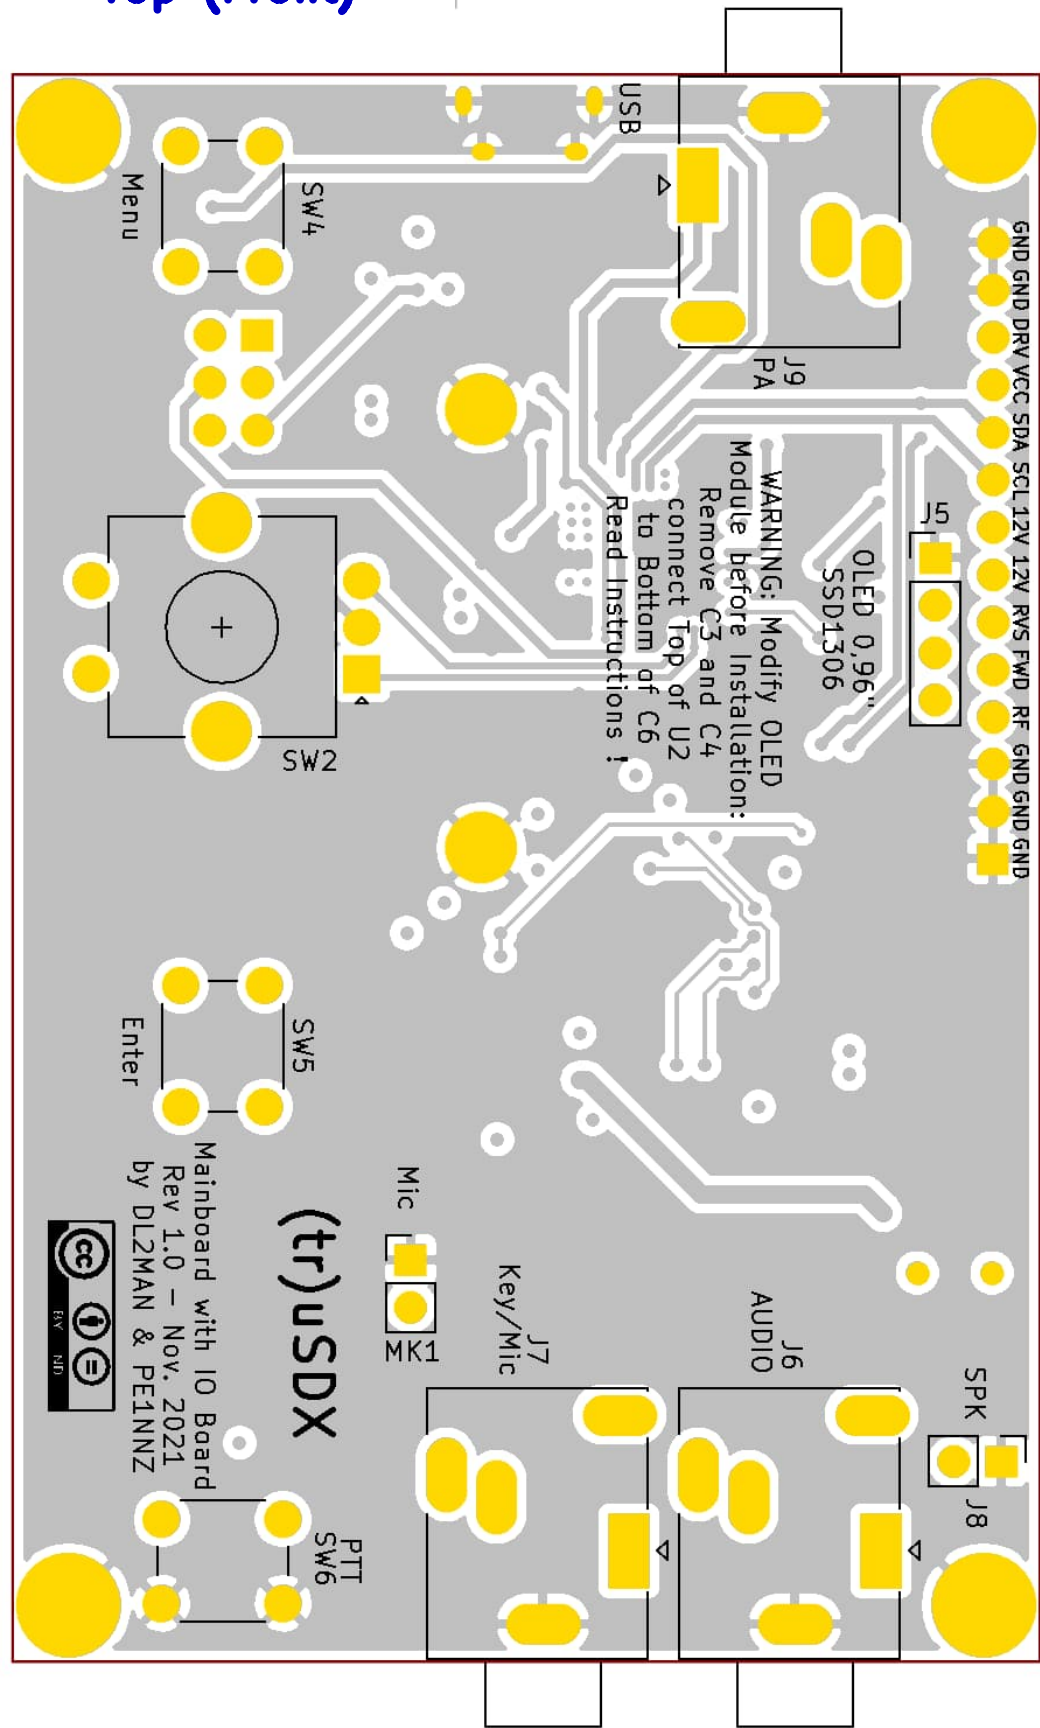 Top (Front)
USB
SW4
Menu
J9
PA
GND GND DRV VCC SDA SCL 12V 12V RVS FWD RF GND GND GND
J5
OLED 0,96"
SSD1306
WARNING: Modify OLED
Module before Installation:
Remove C3 and C4
connect Top of U2
to Bottom of C6
Read Instructions !
SW2
SW5
Enter
Mainboard with IO Board
Rev 1.0 - Nov. 2021
by DL2MAN & PE1NNZ
cc
BY ND
(tr)uSDX
Mic
MK1
J7
Key/Mic
J6
AUDIO
SPK
J8
PTT
SW6